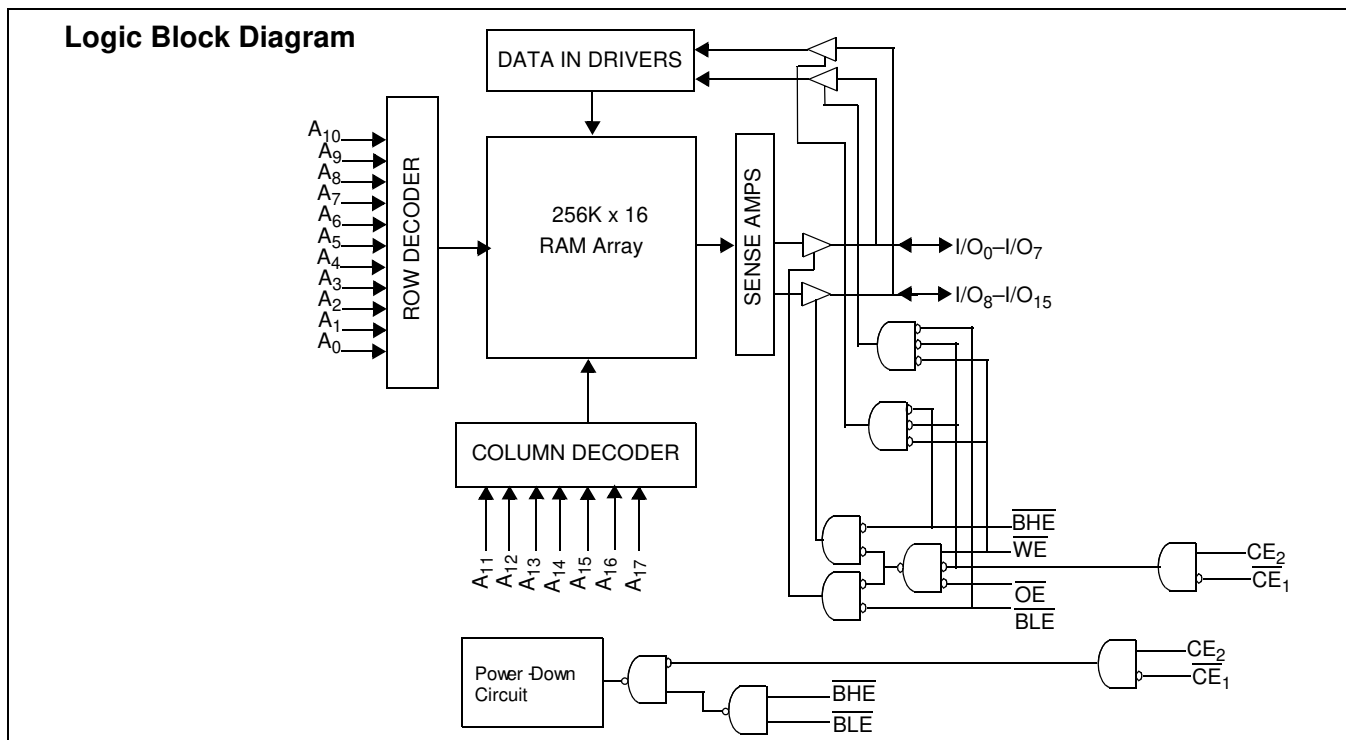 Logic Block Diagram
DATA IN DRIVERS
A10
A9
A8
A7
A6
A5
A4
A3
A2
A1
A0
ROW DECODER
256K x 16
RAM Array
SENSE AMPS
I/O0–I/O7
I/O8–I/O15
COLUMN DECODER
A11
A12
A13
A14
A15
A16
A17
BHE
WE
OE
BLE
CE2
CE1
Power -Down
Circuit
BHE
BLE
CE2
CE1